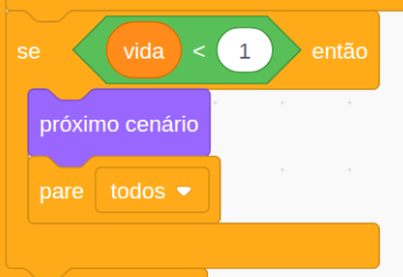 se vida < 1 então
próximo cenário
pare todos